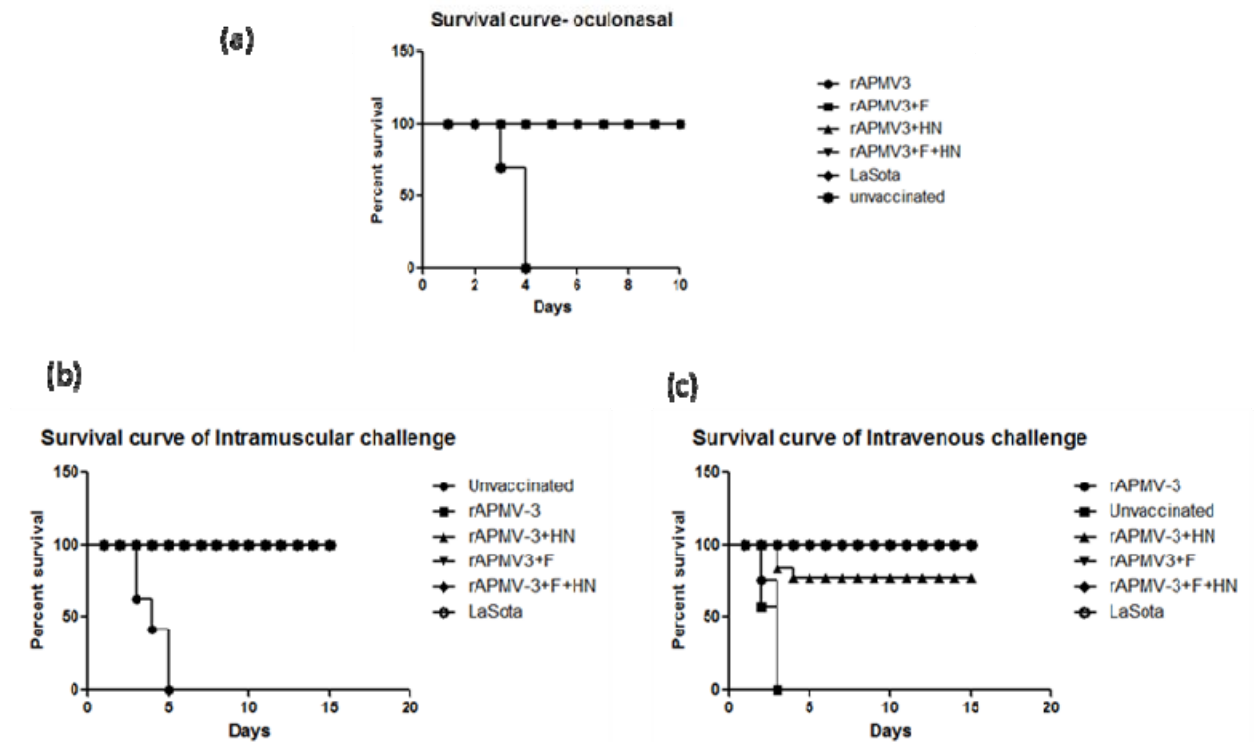 (a)
Survival curve- oculonasal
150
100
50
0
Percent survival
0 2 4 6 8 10
Days
rAPMV3
rAPMV3+F
rAPMV3+HN
rAPMV3+F+HN
LaSota
unvaccinated
(b)
Survival curve of Intramuscular challenge
150
100
50
0
Percent survival
0 5 10 15 20
Days
Unvaccinated
rAPMV-3
rAPMV-3+HN
rAPMV3+F
rAPMV-3+F+HN
LaSota
(c)
Survival curve of Intravenous challenge
150
100
50
0
Percent survival
0 5 10 15 20
Days
rAPMV-3
Unvaccinated
rAPMV-3+HN
rAPMV3+F
rAPMV-3+F+HN
LaSota